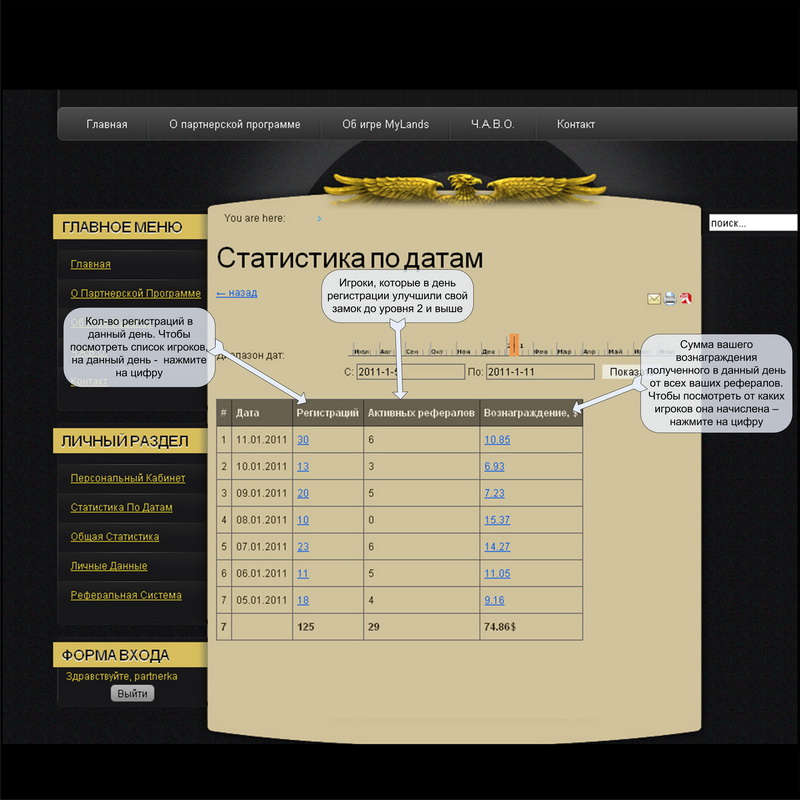 Главная О партнерской программе Об игре MyLands Ч.А.В.О. Контакт
You are here:
поиск...
ГЛАВНОЕ МЕНЮ
Главная
О Партнерской Программе
Кол-во регистраций в
данный день. Чтобы
посмотреть список игроков,
на данный день - нажмите
на цифру
Контакт
Статистика по датам
← назад
Игроки, которые в день
регистрации улучшили свой
замок до уровня 2 и выше
Диапазон дат:
Июл Авг Сен Окт Ноя Дек Фев Мар Апр Май
С: 2011-1-5 По: 2011-1-11 Показа
Сумма вашего
вознаграждения
полученного в данный день
от всех ваших рефералов.
Чтобы посмотреть от каких
игроков она начислена –
нажмите на цифру
# Дата Регистраций Активных рефералов Вознаграждение, $
1 11.01.2011 30 6 10.85
2 10.01.2011 13 3 6.93
3 09.01.2011 20 5 7.23
4 08.01.2011 10 0 15.37
5 07.01.2011 23 6 14.27
6 06.01.2011 11 5 11.05
7 05.01.2011 18 4 9.16
7 125 29 74.86$
ЛИЧНЫЙ РАЗДЕЛ
Персональный Кабинет
Статистика По Датам
Общая Статистика
Личные Данные
Реферальная Система
ФОРМА ВХОДА
Здравствуйте, partnerka
Выйти